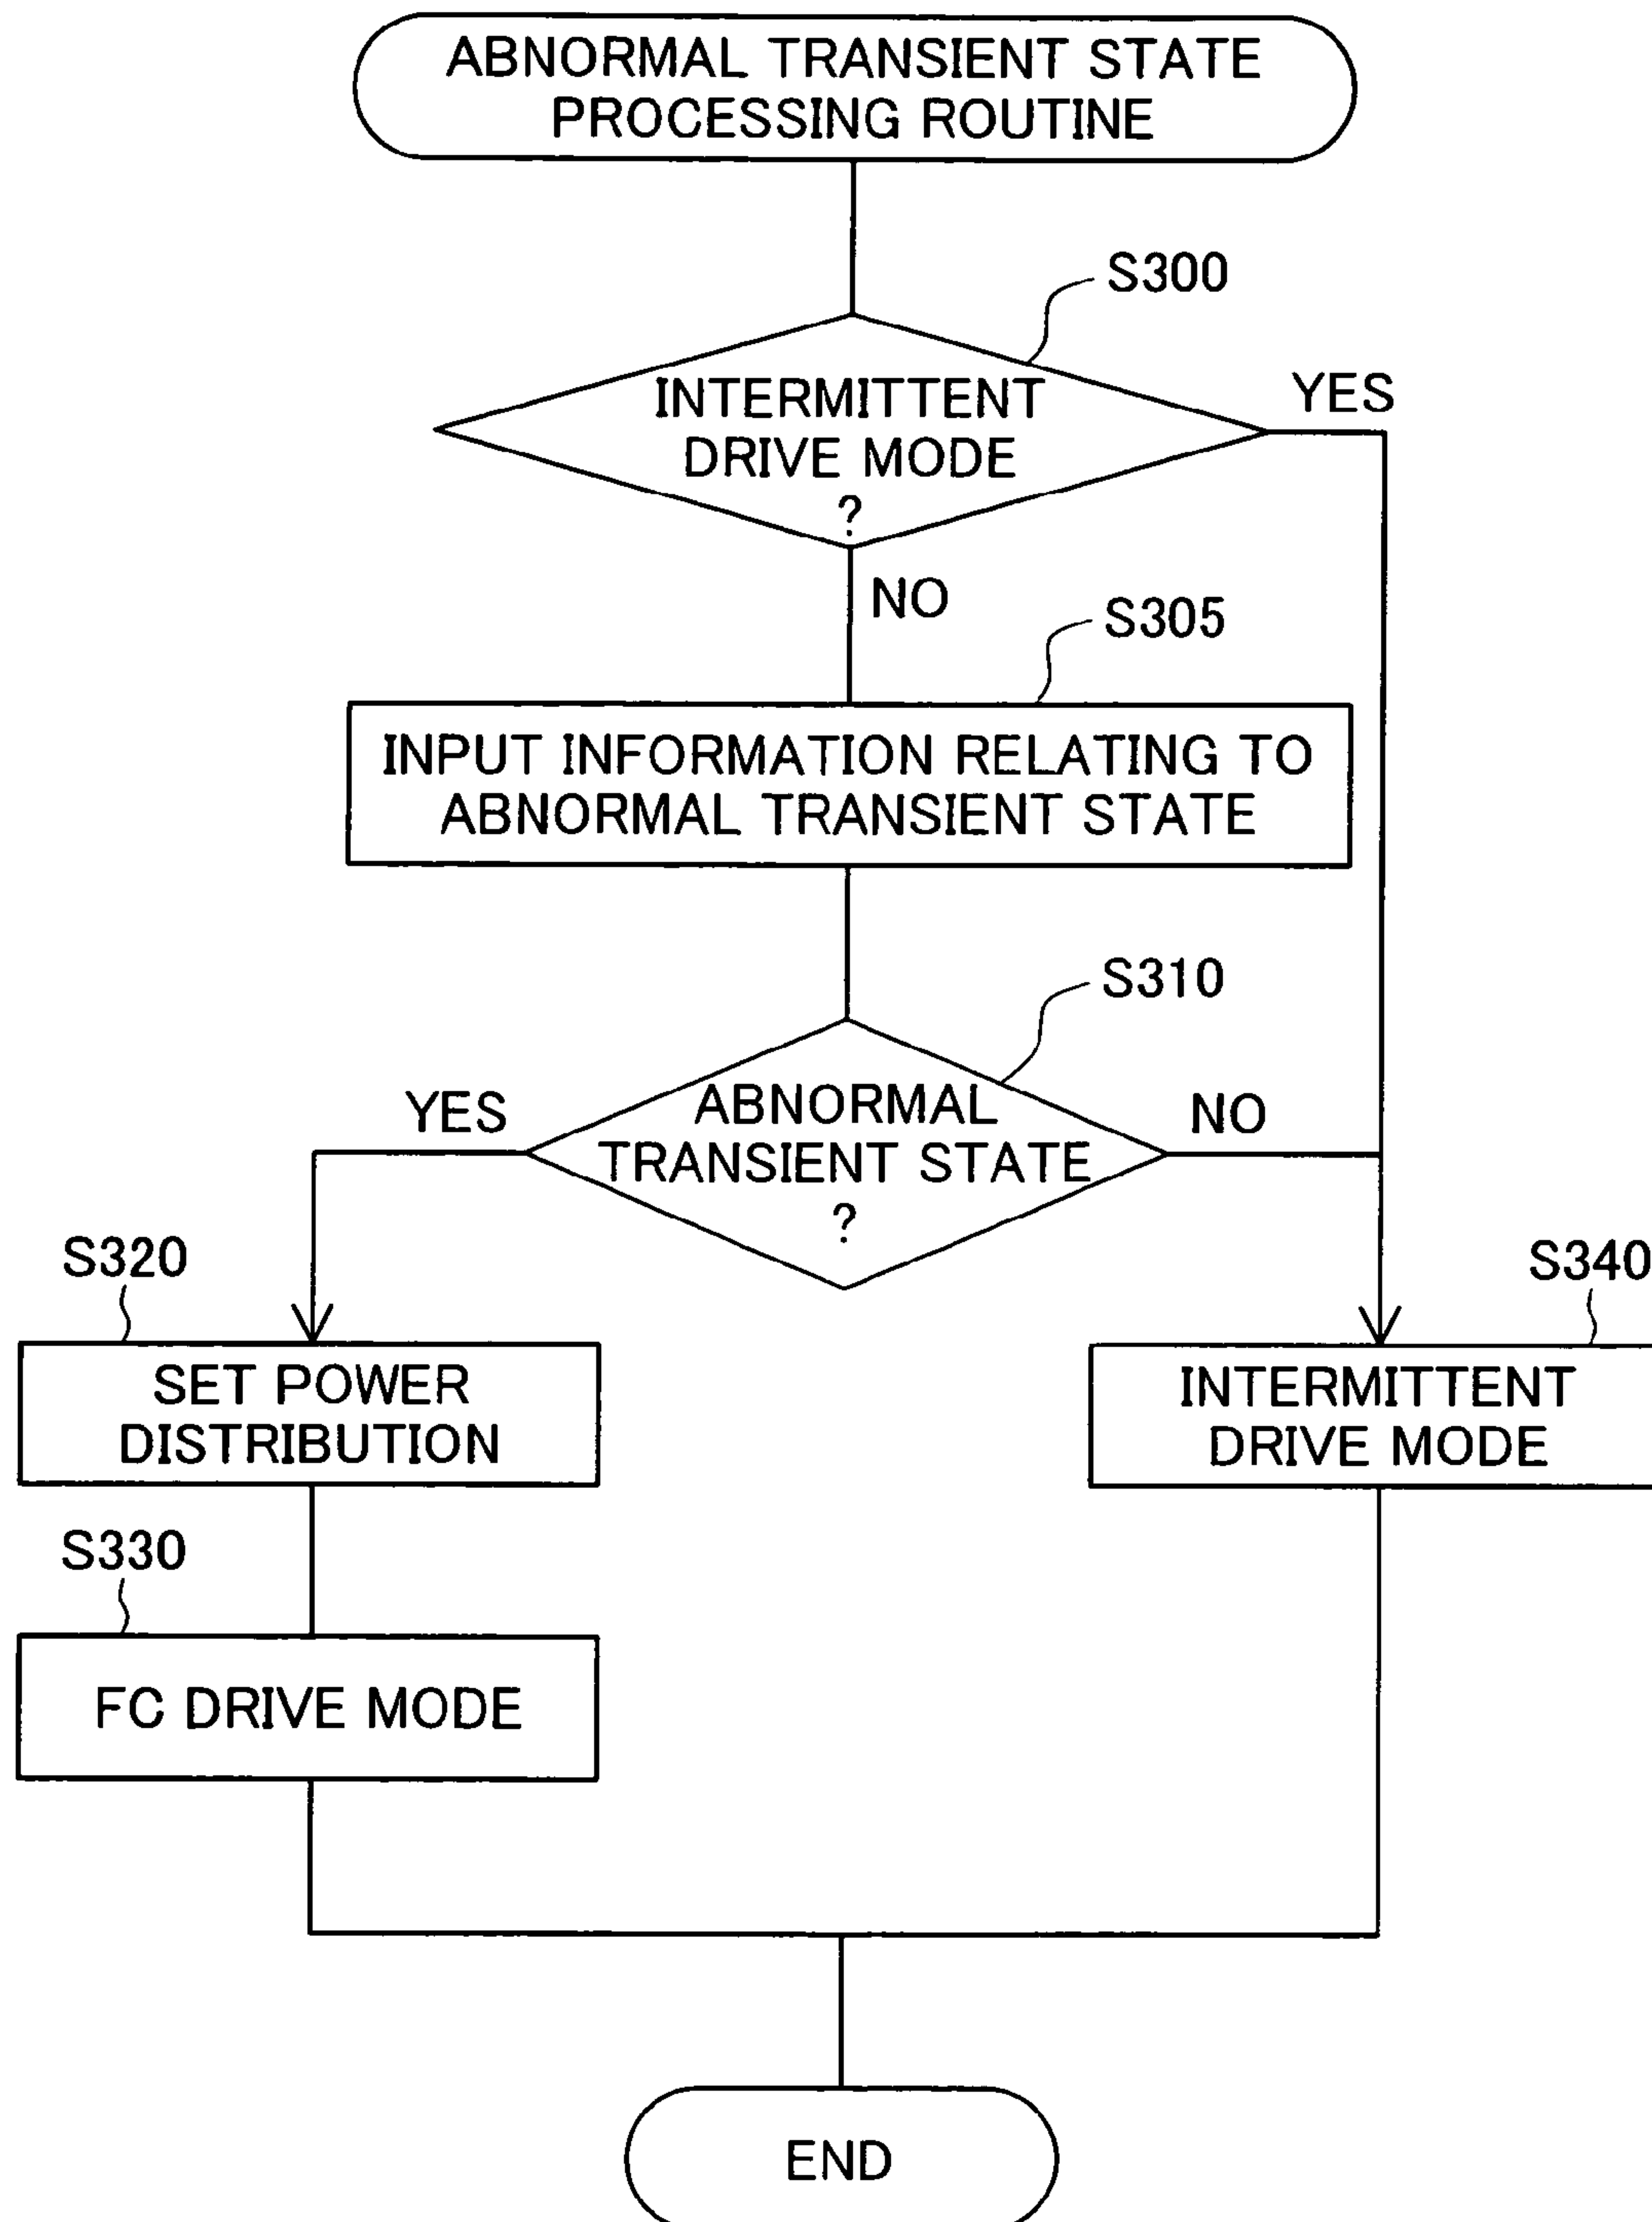 ABNORMAL TRANSIENT STATE
PROCESSING ROUTINE
S300
INTERMITTENT
DRIVE MODE
?
YES
NO
S305
INPUT INFORMATION RELATING TO
ABNORMAL TRANSIENT STATE
S310
ABNORMAL
TRANSIENT STATE
?
YES
NO
S320
SET POWER
DISTRIBUTION
S340
INTERMITTENT
DRIVE MODE
S330
FC DRIVE MODE
END